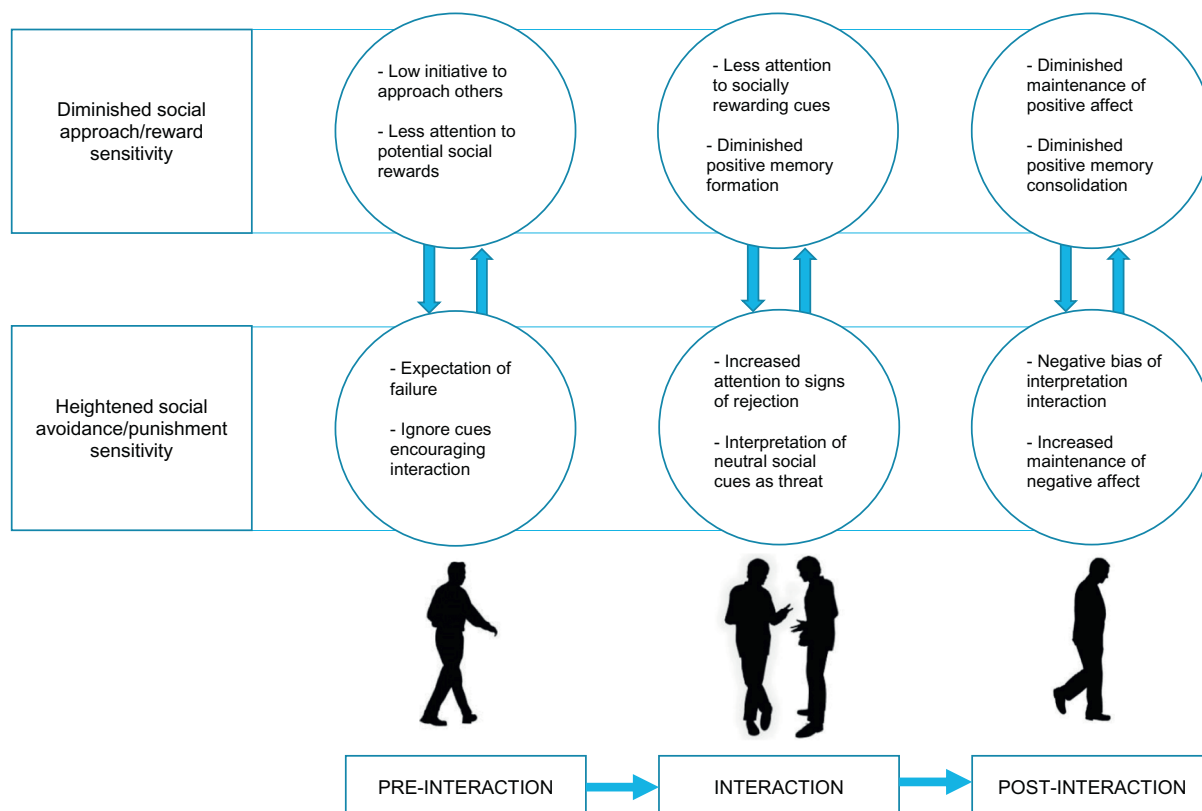 Diminished social
approach/reward
sensitivity
- Low initiative to
approach others
- Less attention to
potential social
rewards
- Less attention
to socially
rewarding cues
- Diminished
positive memory
formation
- Diminished
maintenance of
positive affect
- Diminished
positive memory
consolidation
Heightened social
avoidance/punishment
sensitivity
- Expectation of
failure
- Ignore cues
encouraging
interaction
- Increased
attention to signs
of rejection
- Interpretation of
neutral social
cues as threat
- Negative bias of
interpretation
interaction
- Increased
maintenance of
negative affect
PRE-INTERACTION
INTERACTION
POST-INTERACTION